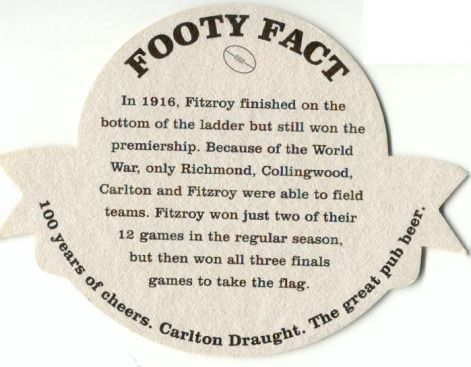 FOOTY FACT
In 1916, Fitzroy finished on the
bottom of the ladder but still won the
premiership. Because of the World
War, only Richmond, Collingwood,
Carlton and Fitzroy were able to field
teams. Fitzroy won just two of their
12 games in the regular season,
but then won all three finals
games to take the flag.
100 years of cheers. Carlton Draught. The great pub beer.